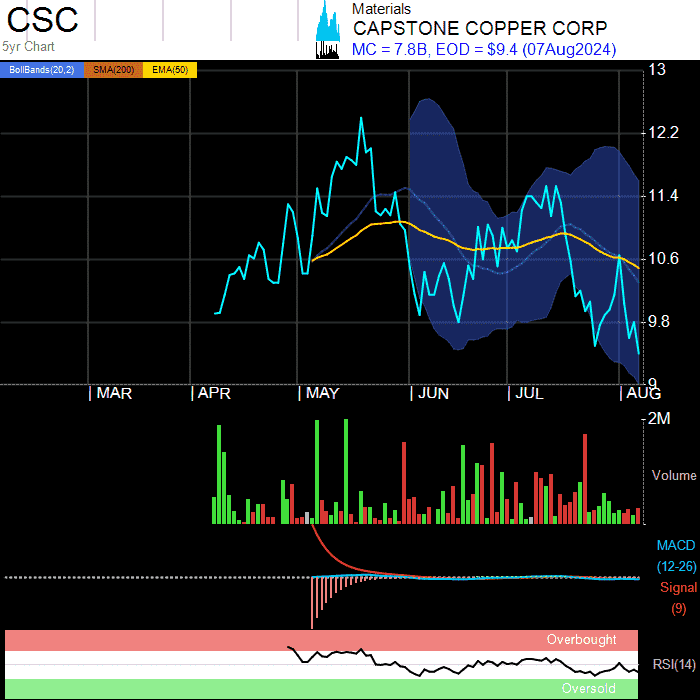 CSC
5yr Chart
Materials
CAPSTONE COPPER CORP
MC = 7.8B, EOD = $9.4 (07Aug2024)
BollBands(20,2) SMA(200) EMA(50)
13
12.2
11.4
10.6
9.8
9
| MAR | APR | MAY | JUN | JUL | AUG
2M
Volume
MACD
(12-26)
Signal
(9)
Overbought
RSI(14)
Oversold